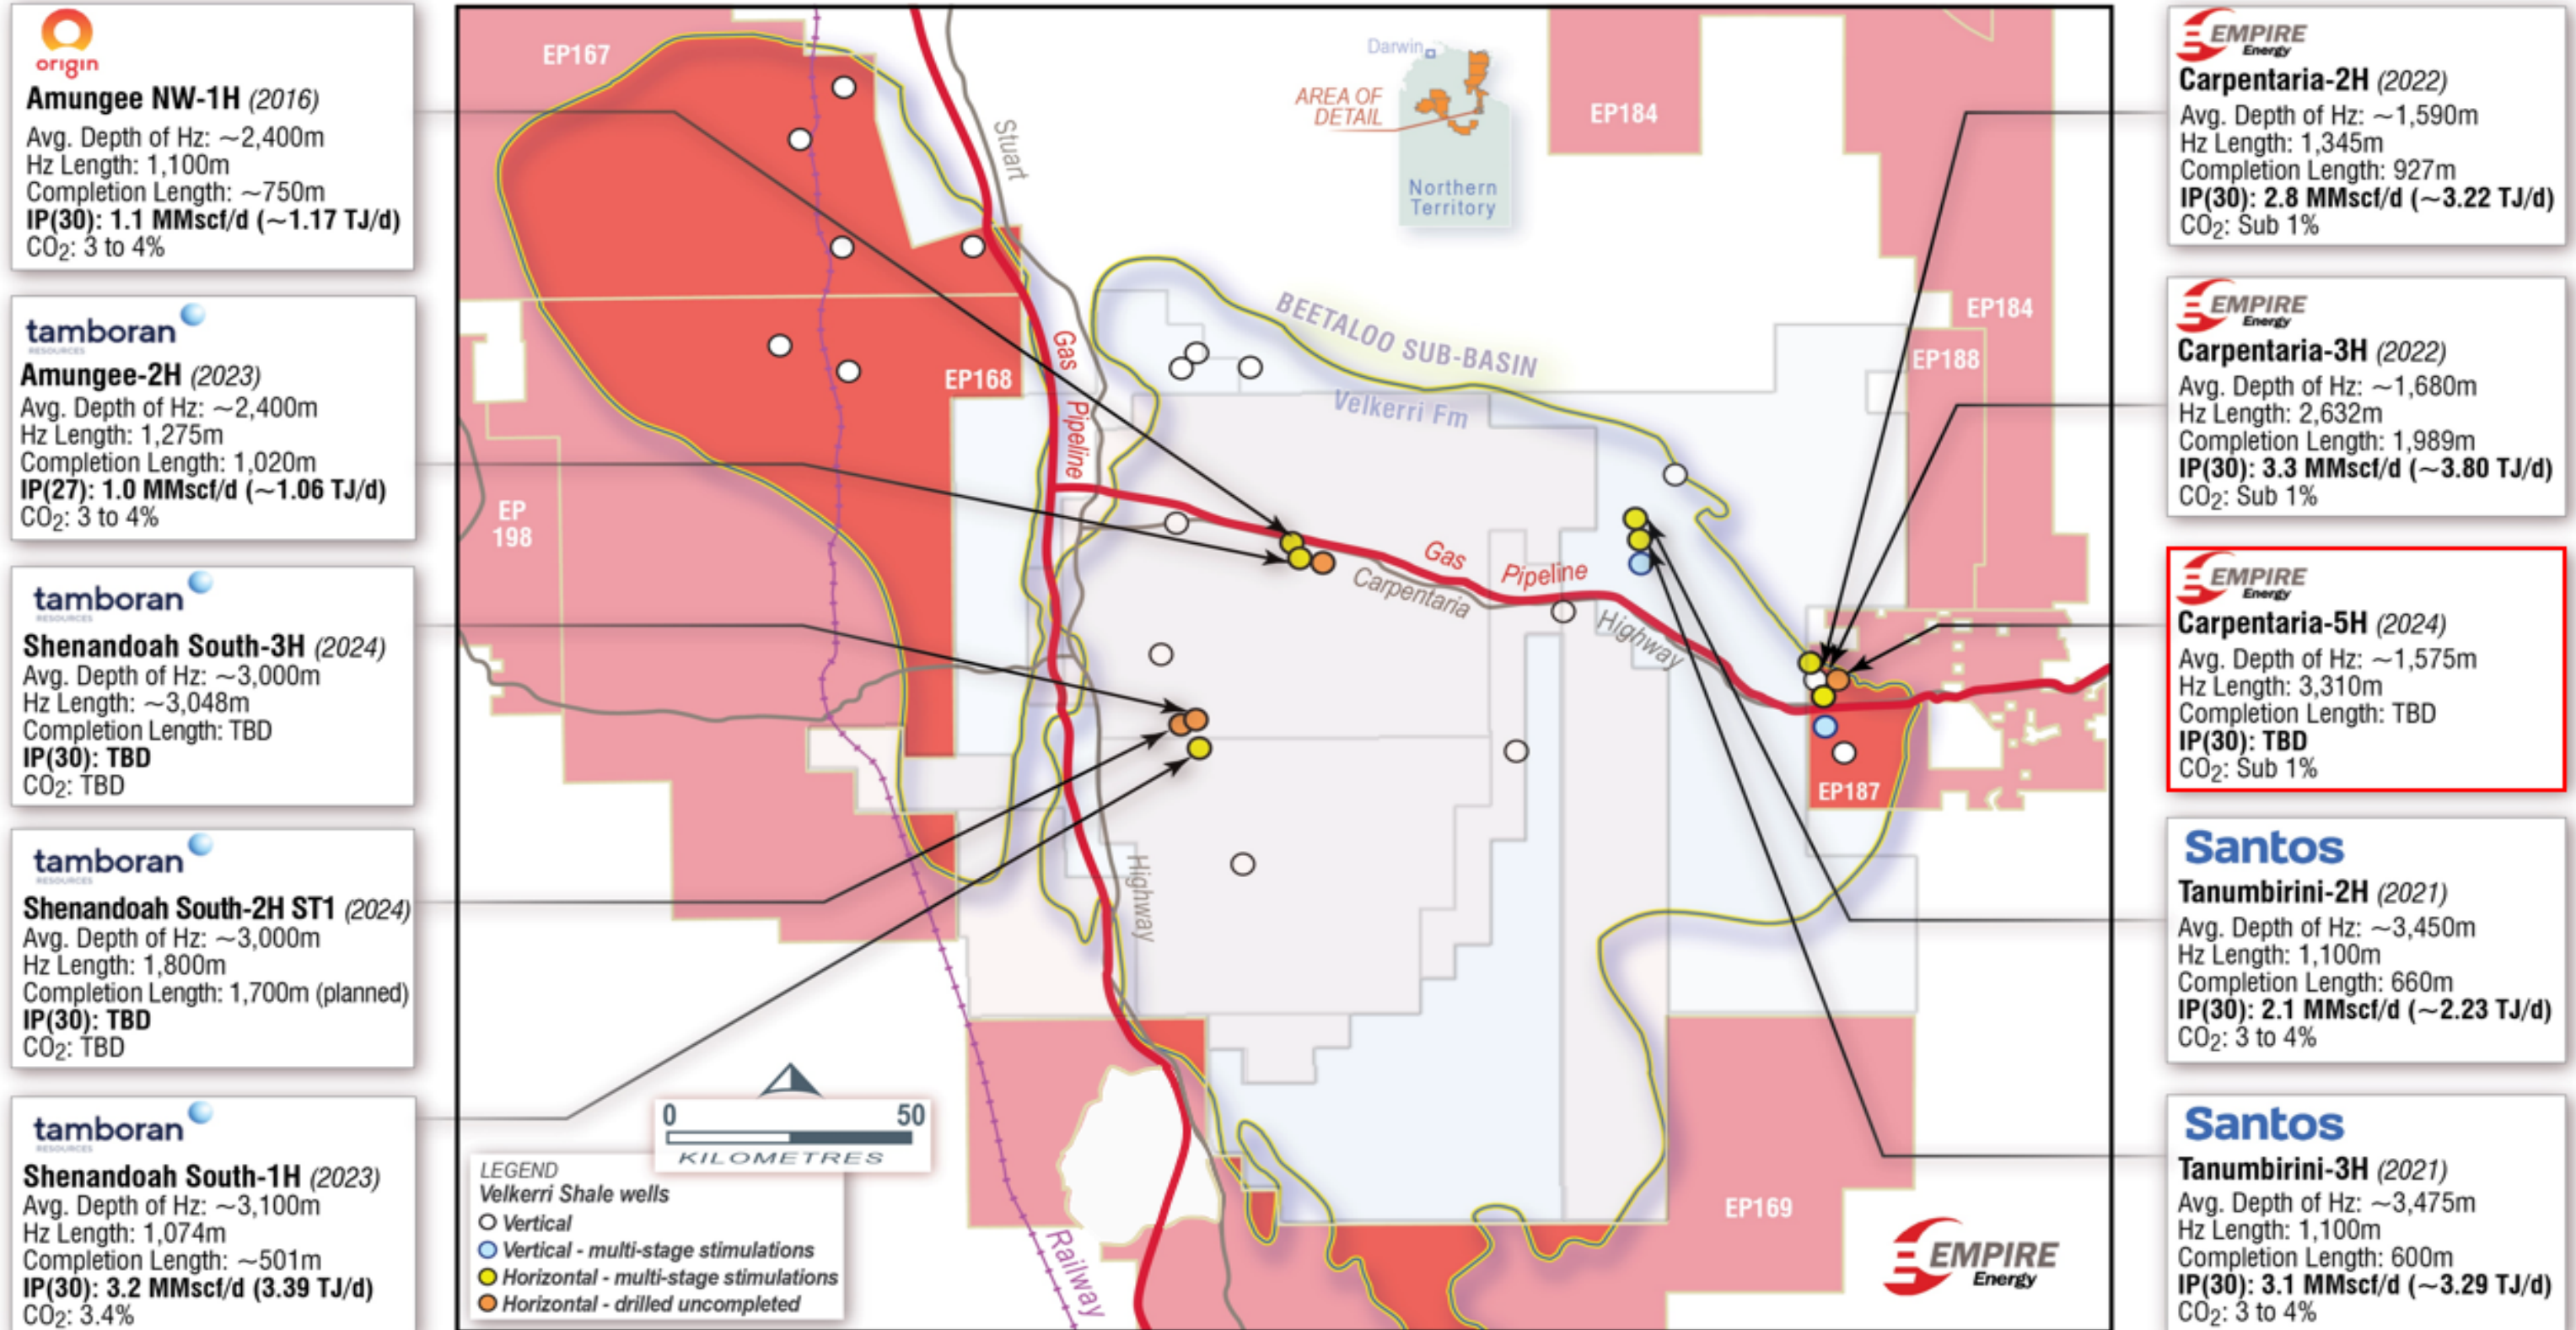 origin
Amungee NW-1H (2016)
Avg. Depth of Hz: ~2,400m
Hz Length: 1,100m
Completion Length: ~750m
IP(30): 1.1 MMscf/d (~1.17 TJ/d)
CO₂: 3 to 4%
tamboran
RESOURCES
Amungee-2H (2023)
Avg. Depth of Hz: ~2,400m
Hz Length: 1,275m
Completion Length: 1,020m
IP(27): 1.0 MMscf/d (~1.06 TJ/d)
CO₂: 3 to 4%
tamboran
RESOURCES
Shenandoah South-3H (2024)
Avg. Depth of Hz: ~3,000m
Hz Length: ~3,048m
Completion Length: TBD
IP(30): TBD
CO₂: TBD
tamboran
RESOURCES
Shenandoah South-2H ST1 (2024)
Avg. Depth of Hz: ~3,000m
Hz Length: 1,800m
Completion Length: 1,700m (planned)
IP(30): TBD
CO₂: TBD
tamboran
RESOURCES
Shenandoah South-1H (2023)
Avg. Depth of Hz: ~3,100m
Hz Length: 1,074m
Completion Length: ~501m
IP(30): 3.2 MMscf/d (3.39 TJ/d)
CO₂: 3.4%
EP167
Stuart
Darwin
AREA OF
DETAIL
Northern
Territory
EP184
EP184
EP188
BEETALOO SUB-BASIN
Velkerri Fm
Gas
Pipeline
EP168
EP
198
Gas
Pipeline
Carpentaria
Highway
EP187
Highway
EP169
Railway
0 50
KILOMETRES
LEGEND
Velkerri Shale wells
Vertical
Vertical - multi-stage stimulations
Horizontal - multi-stage stimulations
Horizontal - drilled uncompleted
EMPIRE
Energy
EMPIRE
Energy
Carpentaria-2H (2022)
Avg. Depth of Hz: ~1,590m
Hz Length: 1,345m
Completion Length: 927m
IP(30): 2.8 MMscf/d (~3.22 TJ/d)
CO₂: Sub 1%
EMPIRE
Energy
Carpentaria-3H (2022)
Avg. Depth of Hz: ~1,680m
Hz Length: 2,632m
Completion Length: 1,989m
IP(30): 3.3 MMscf/d (~3.80 TJ/d)
CO₂: Sub 1%
EMPIRE
Energy
Carpentaria-5H (2024)
Avg. Depth of Hz: ~1,575m
Hz Length: 3,310m
Completion Length: TBD
IP(30): TBD
CO₂: Sub 1%
Santos
Tanumbirini-2H (2021)
Avg. Depth of Hz: ~3,450m
Hz Length: 1,100m
Completion Length: 660m
IP(30): 2.1 MMscf/d (~2.23 TJ/d)
CO₂: 3 to 4%
Santos
Tanumbirini-3H (2021)
Avg. Depth of Hz: ~3,475m
Hz Length: 1,100m
Completion Length: 600m
IP(30): 3.1 MMscf/d (~3.29 TJ/d)
CO₂: 3 to 4%